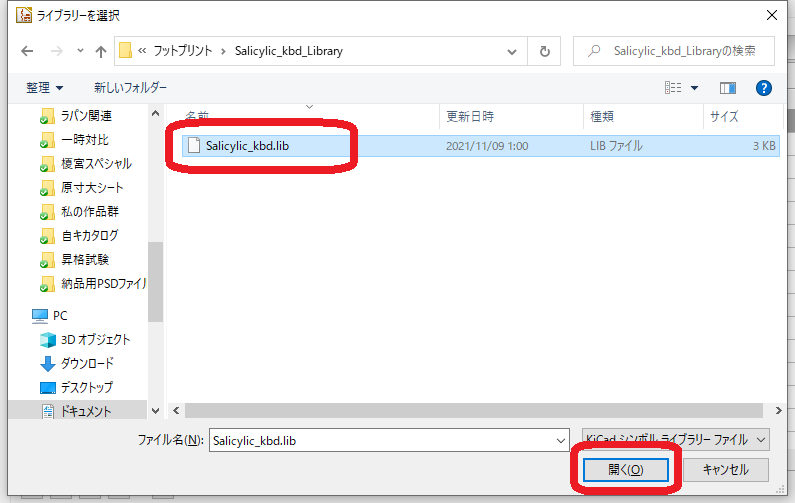 ライブラリーを選択
« フットプリント › Salicylic_kbd_Library
Salicylic_kbd_Libraryの検索
整理
新しいフォルダー
名前 更新日時 種類 サイズ
Salicylic_kbd.lib 2021/11/09 1:00 LIB ファイル 3 KB
ラパン関連
一時対比
榎宮スペシャル
原寸大シート
私の作品群
自キカタログ
昇格試験
納品用PSDファイル
PC
3D オブジェクト
ダウンロード
デスクトップ
ドキュメント
ファイル名(N): Salicylic_kbd.lib
KiCad シンボル ライブラリー ファイル
開く(O) キャンセル